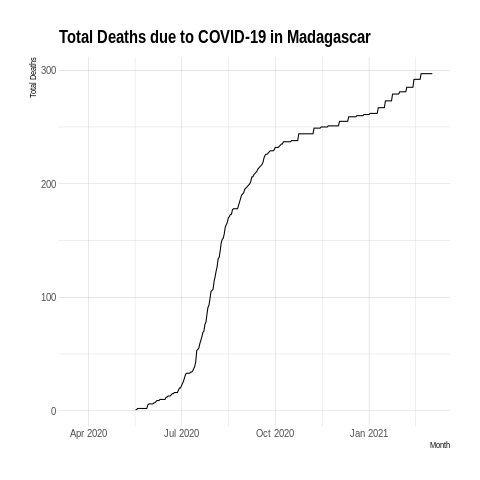 Total Deaths due to COVID-19 in Madagascar
Total Deaths
300
200
100
0
Apr 2020
Jul 2020
Oct 2020
Jan 2021
Month